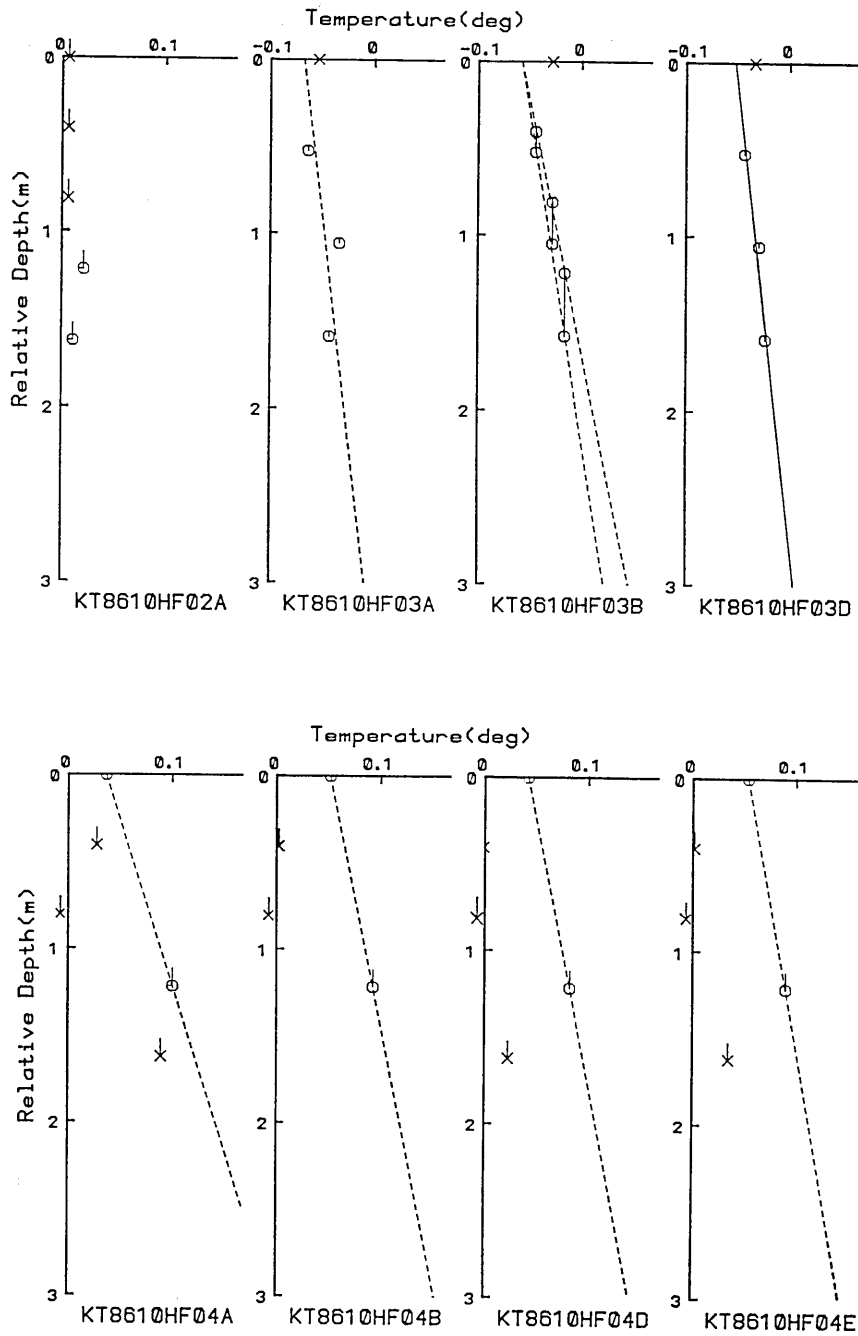 Temperature(deg)
0 0.1 -0.1 0 -0.1 0 -0.1 0
0 0 0 0
Relative Depth(m)
1 1 1 1
2 2 2 2
3 3 3 3
KT8610HF02A KT8610HF03A KT8610HF03B KT8610HF03D
Temperature(deg)
0 0.1 0 0.1 0 0.1 0 0.1
0 0 0 0
Relative Depth(m)
1 1 1 1
2 2 2 2
3 3 3 3
KT8610HF04A KT8610HF04B KT8610HF04D KT8610HF04E